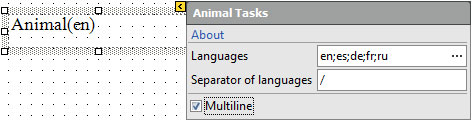 Animal(en)
Animal Tasks
About
Languages en;es;de;fr;ru ...
Separator of languages /
Multiline